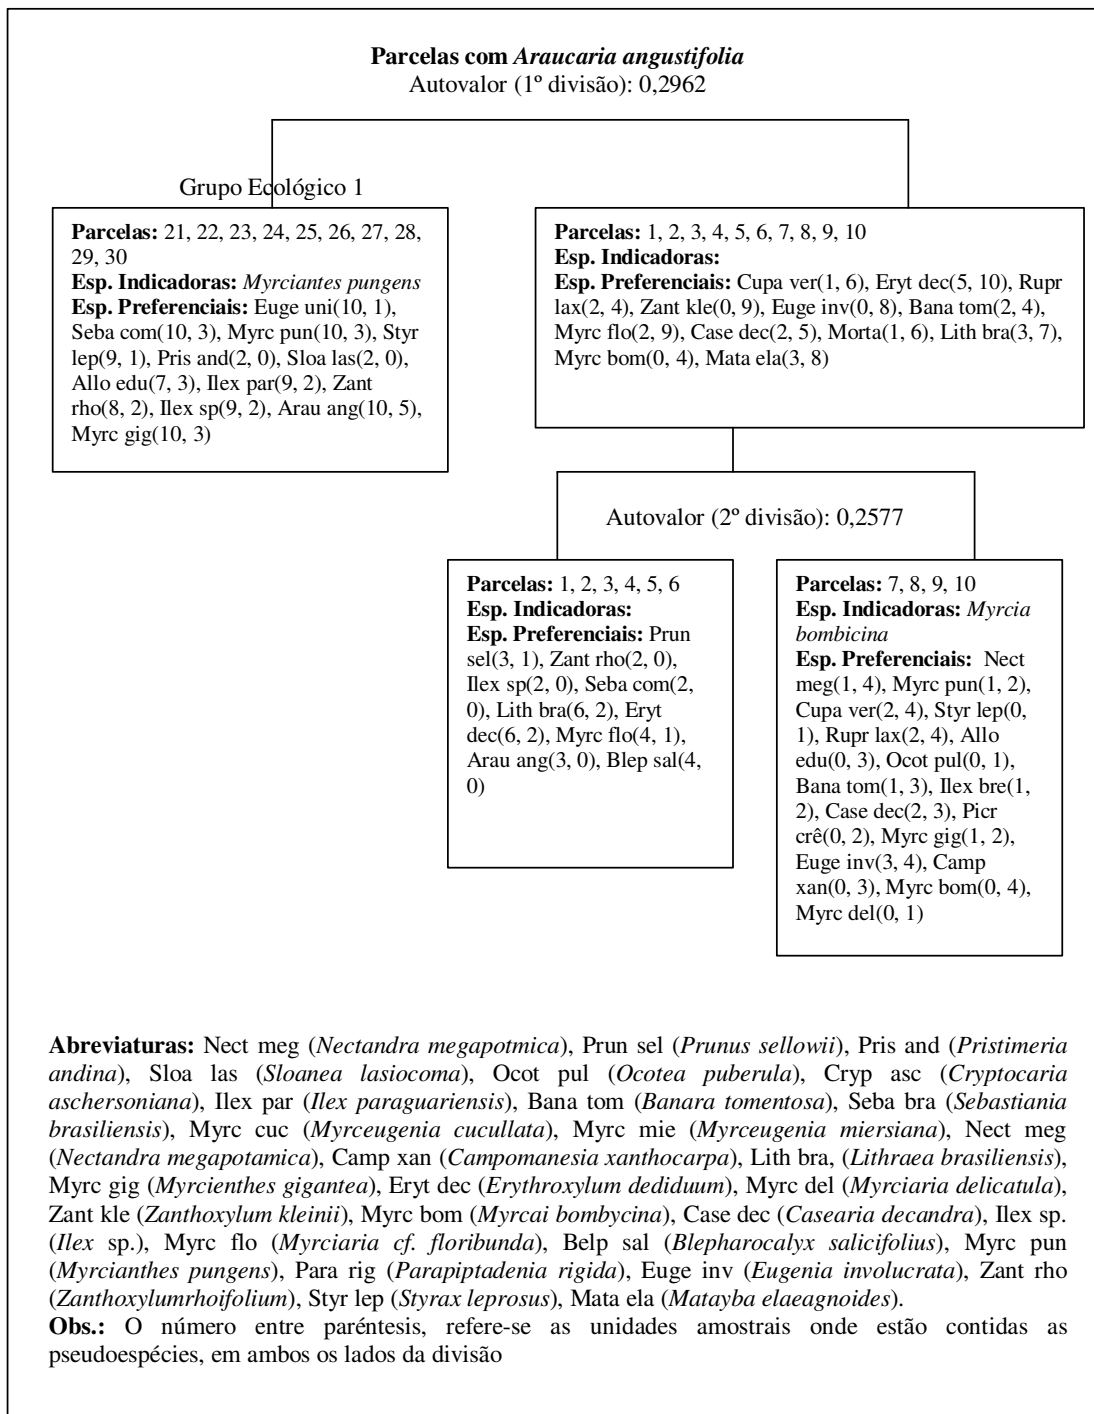 Parcelas com Araucaria angustifolia
Autovalor (1º divisão): 0,2962
Grupo Ecológico 1
Parcelas: 21, 22, 23, 24, 25, 26, 27, 28,
29, 30
Esp. Indicadoras: Myrciantes pungens
Esp. Preferenciais: Euge uni(10, 1),
Seba com(10, 3), Myrc pun(10, 3), Styr
lep(9, 1), Pris and(2, 0), Sloa las(2, 0),
Allo edu(7, 3), Ilex par(9, 2), Zant
rho(8, 2), Ilex sp(9, 2), Arau ang(10, 5),
Myrc gig(10, 3)
Parcelas: 1, 2, 3, 4, 5, 6, 7, 8, 9, 10
Esp. Indicadoras:
Esp. Preferenciais: Cupa ver(1, 6), Eryt dec(5, 10), Rupr
lax(2, 4), Zant kle(0, 9), Euge inv(0, 8), Bana tom(2, 4),
Myrc flo(2, 9), Case dec(2, 5), Morta(1, 6), Lith bra(3, 7),
Myrc bom(0, 4), Mata ela(3, 8)
Autovalor (2º divisão): 0,2577
Parcelas: 1, 2, 3, 4, 5, 6
Esp. Indicadoras:
Esp. Preferenciais: Prun
sel(3, 1), Zant rho(2, 0),
Ilex sp(2, 0), Seba com(2,
0), Lith bra(6, 2), Eryt
dec(6, 2), Myrc flo(4, 1),
Arau ang(3, 0), Blep sal(4,
0)
Parcelas: 7, 8, 9, 10
Esp. Indicadoras: Myrcia
bombicina
Esp. Preferenciais: Nect
meg(1, 4), Myrc pun(1, 2),
Cupa ver(2, 4), Styr lep(0,
1), Rupr lax(2, 4), Allo
edu(0, 3), Ocot pul(0, 1),
Bana tom(1, 3), Ilex bre(1,
2), Case dec(2, 3), Picr
crê(0, 2), Myrc gig(1, 2),
Euge inv(3, 4), Camp
xan(0, 3), Myrc bom(0, 4),
Myrc del(0, 1)
Abreviaturas: Nect meg (Nectandra megapotmica), Prun sel (Prunus sellowii), Pris and (Pristimeria
andina), Sloa las (Sloanea lasiocoma), Ocot pul (Ocotea puberula), Cryp asc (Cryptocaria
aschersoniana), Ilex par (Ilex paraguariensis), Bana tom (Banara tomentosa), Seba bra (Sebastiania
brasiliensis), Myrc cuc (Myrceugenia cucullata), Myrc mie (Myrceugenia miersiana), Nect meg
(Nectandra megapotamica), Camp xan (Campomanesia xanthocarpa), Lith bra, (Lithraea brasiliensis),
Myrc gig (Myrcienthes gigantea), Eryt dec (Erythroxylum dediduum), Myrc del (Myrciaria delicatula),
Zant kle (Zanthoxylum kleinii), Myrc bom (Myrcai bombycina), Case dec (Casearia decandra), Ilex sp.
(Ilex sp.), Myrc flo (Myrciaria cf. floribunda), Belp sal (Blepharocalyx salicifolius), Myrc pun
(Myrcianthes pungens), Para rig (Parapiptadenia rigida), Euge inv (Eugenia involucrata), Zant rho
(Zanthoxylumrhoifolium), Styr lep (Styrax leprosus), Mata ela (Matayba elaeagnoides).
Obs.: O número entre paréntesis, refere-se as unidades amostrais onde estão contidas as
pseudoespécies, em ambos os lados da divisão